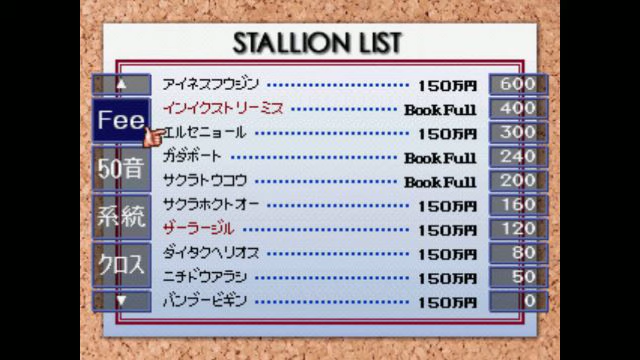 STALLION LIST
▲ アイネスフウジン 150万円 600
Fee インイクストリーミス BookFull 400
エルセニョール 150万円 300
50音 ガダボート BookFull 240
サクラトウコウ BookFull 200
系統 サクラホクトオー 150万円 160
ザーラージル 150万円 120
クロス ダイタクヘリオス 150万円 80
ニチドウアラシ 150万円 50
▼ バンブービギン 150万円 0